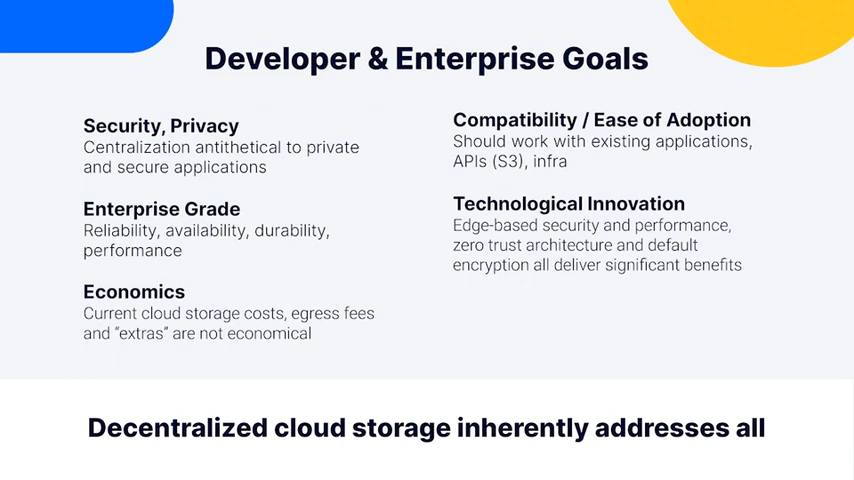 Developer & Enterprise Goals
Security, Privacy
Centralization antithetical to private
and secure applications
Enterprise Grade
Reliability, availability, durability,
performance
Economics
Current cloud storage costs, egress fees
and “extras” are not economical
Compatibility / Ease of Adoption
Should work with existing applications,
APIs (S3), infra
Technological Innovation
Edge-based security and performance,
zero trust architecture and default
encryption all deliver significant benefits
Decentralized cloud storage inherently addresses all